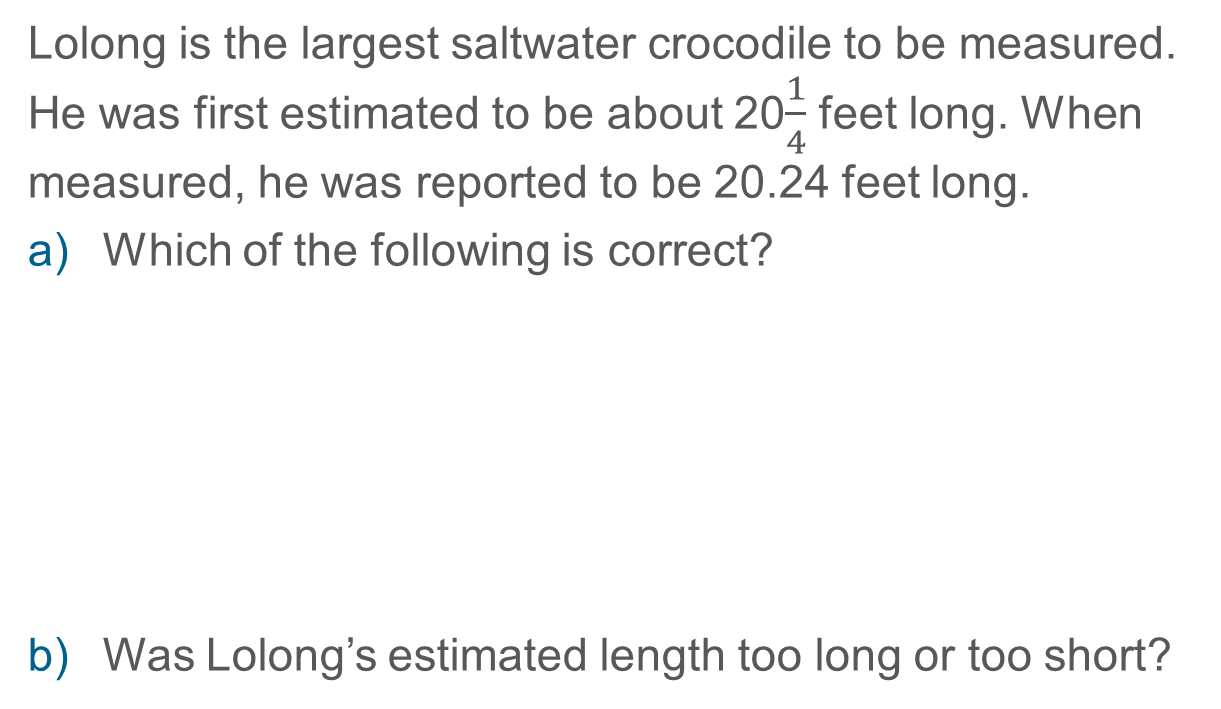 Lolong is the largest saltwater crocodile to be measured.
He was first estimated to be about 20 1/4 feet long. When
measured, he was reported to be 20.24 feet long.
a) Which of the following is correct?
b) Was Lolong’s estimated length too long or too short?